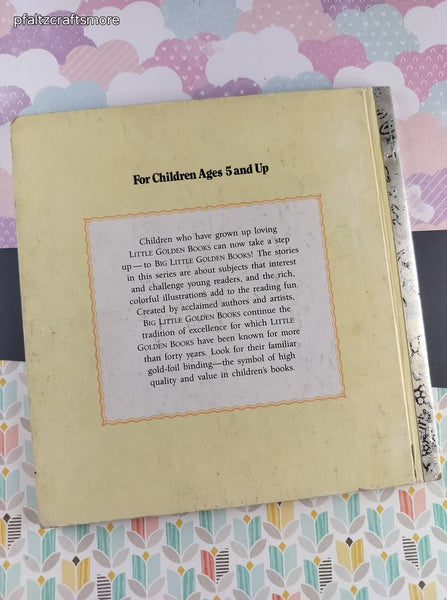 pfaltzcraftsmore
For Children Ages 5 and Up
Children who have grown up loving
LITTLE GOLDEN BOOKS can now take a step
up—to BIG LITTLE GOLDEN BOOKS! The stories
in this series are about subjects that interest
and challenge young readers, and the rich,
colorful illustrations add to the reading fun.
Created by acclaimed authors and artists,
BIG LITTLE GOLDEN BOOKS continue the
tradition of excellence for which LITTLE
GOLDEN BOOKS have been known for more
than forty years. Look for their familiar
gold-foil binding—the symbol of high
quality and value in children's books.